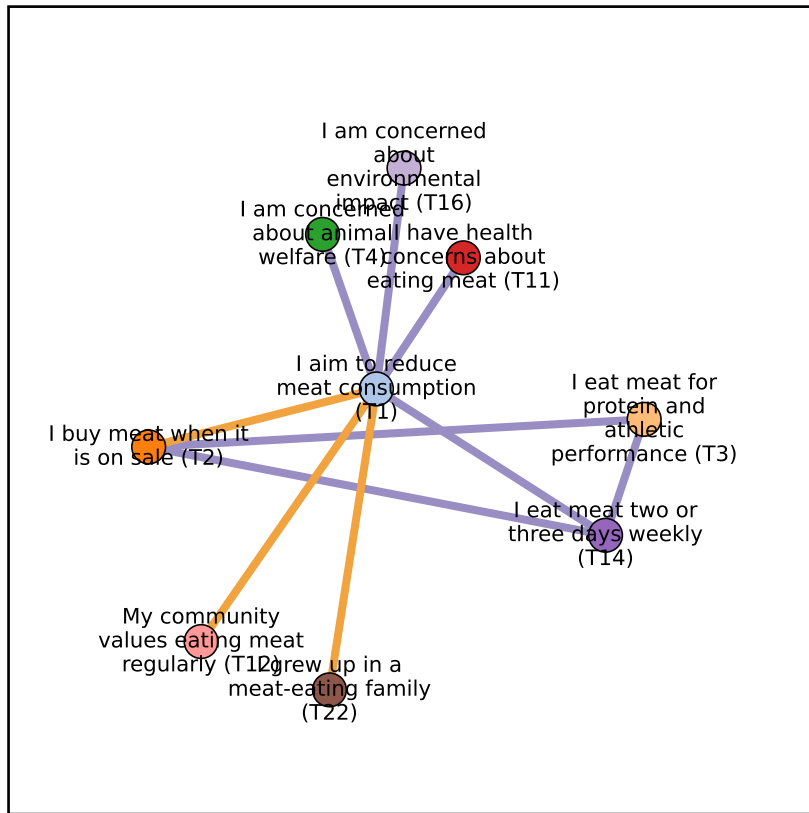 I am concerned
about
environmental
impact (T16)
I am concerned
about animal
welfare (T4)
I have health
concerns about
eating meat (T11)
I aim to reduce
meat consumption
(T1)
I eat meat for
protein and
athletic
performance (T3)
I buy meat when it
is on sale (T2)
I eat meat two or
three days weekly
(T14)
My community
values eating meat
regularly (T12)
I grew up in a
meat-eating family
(T22)